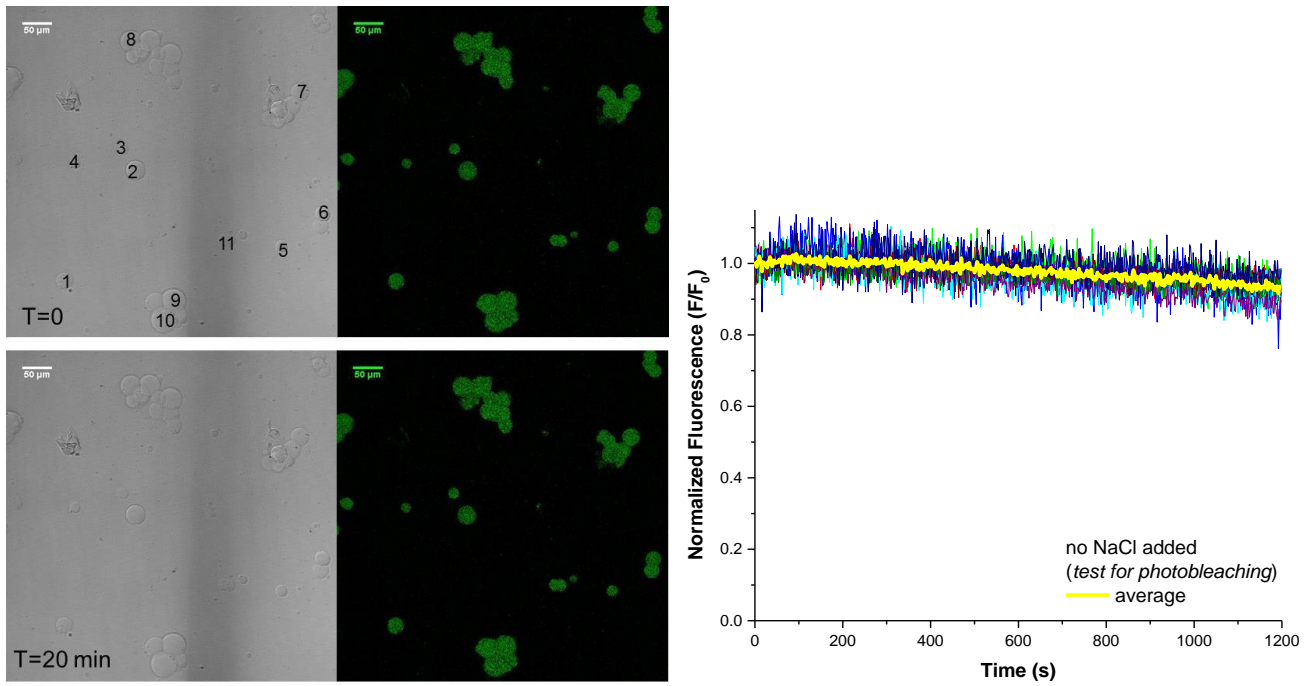 50 µm
50 µm
8
7
3
4
2
6
11
5
1
9
10
T=0
50 µm
50 µm
T=20 min
Normalized Fluorescence (F/F0)
1.0
0.8
0.6
0.4
0.2
0.0
no NaCl added
(test for photobleaching)
average
0
200
400
600
800
1000
1200
Time (s)